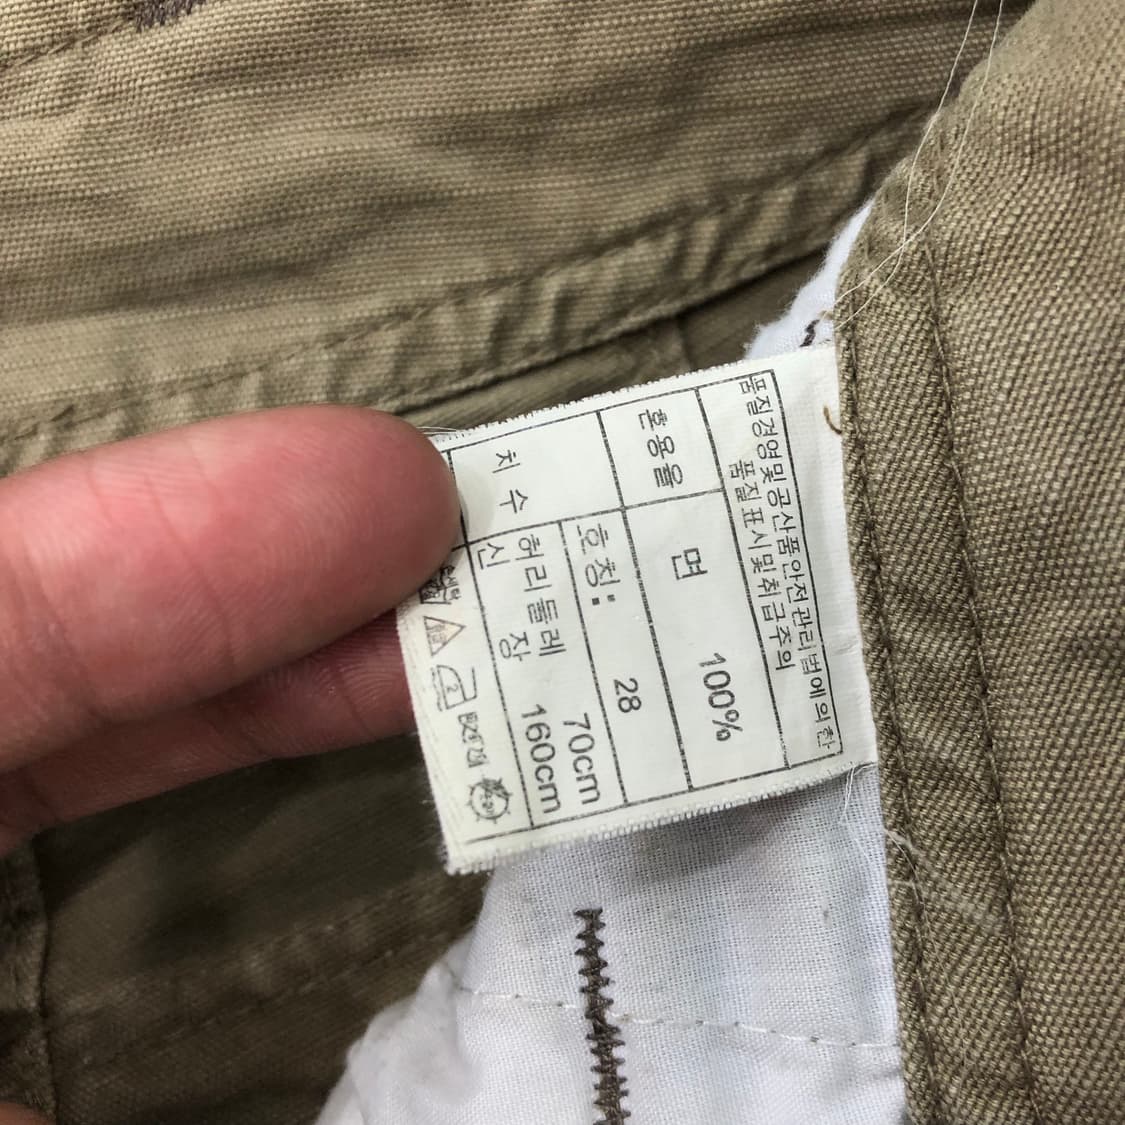 품질경영및공산품안전관리법에의한
품질표시및취급주의
혼용율 면 100%
치수 호칭: 28
허리둘레 70cm
신장 160cm
2